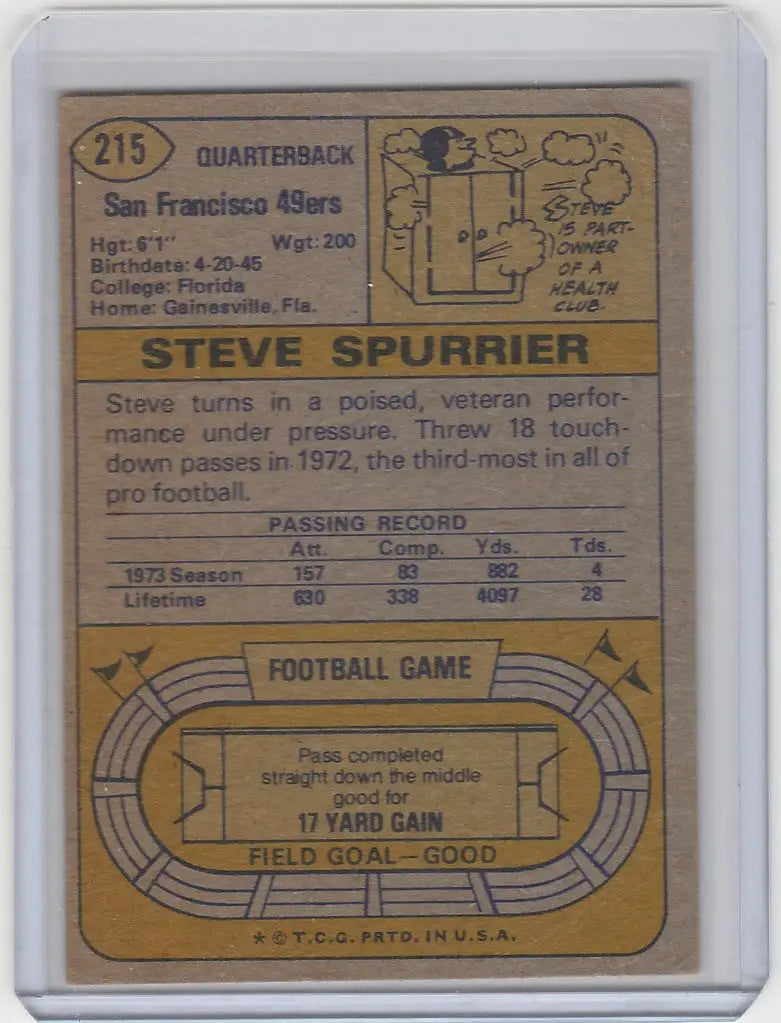 215
QUARTERBACK
San Francisco 49ers
Hgt: 6'1" Wgt: 200
Birthdate: 4-20-45
College: Florida
Home: Gainesville, Fla.
STEVE
IS PART-
OWNER
OF A
HEALTH
CLUB.
STEVE SPURRIER
Steve turns in a poised, veteran perfor-
mance under pressure. Threw 18 touch-
down passes in 1972, the third-most in all of
pro football.
PASSING RECORD
Att. Comp. Yds. Tds.
1973 Season 157 83 882 4
Lifetime 630 338 4097 28
FOOTBALL GAME
Pass completed
straight down the middle
good for
17 YARD GAIN
FIELD GOAL—GOOD
* © T.C.G. PRTD. IN U.S.A.